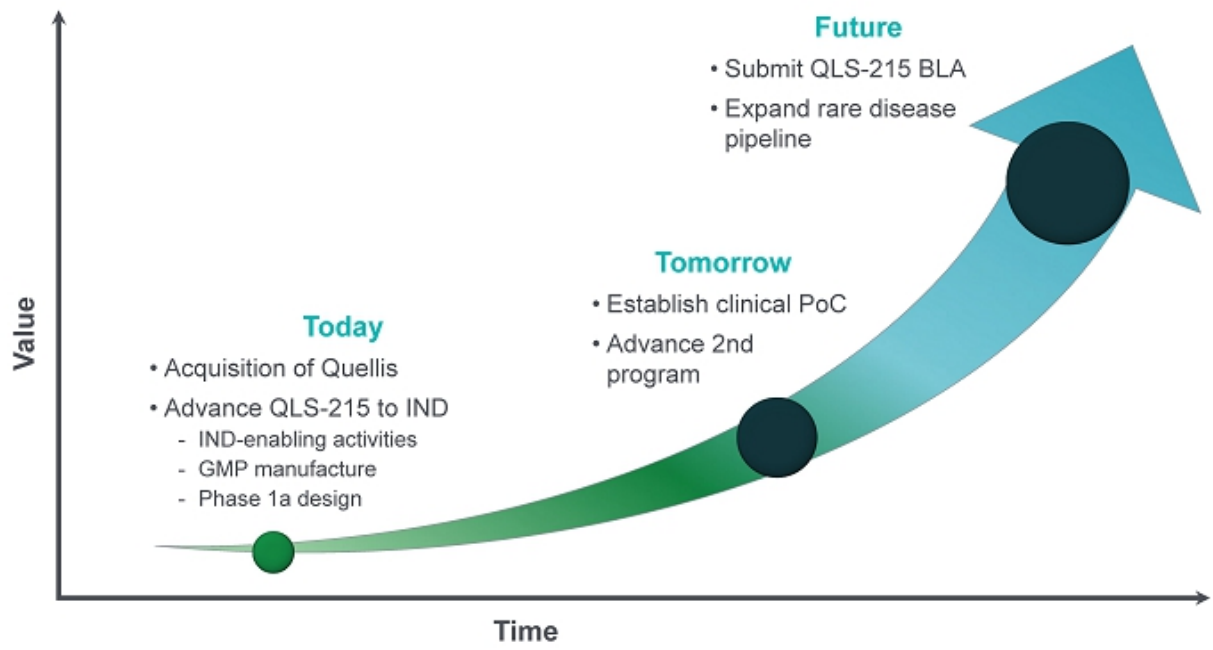 Future
• Submit QLS-215 BLA
• Expand rare disease
pipeline
Tomorrow
• Establish clinical PoC
• Advance 2nd
program
Today
• Acquisition of Quellis
• Advance QLS-215 to IND
- IND-enabling activities
- GMP manufacture
- Phase 1a design
Value
Time